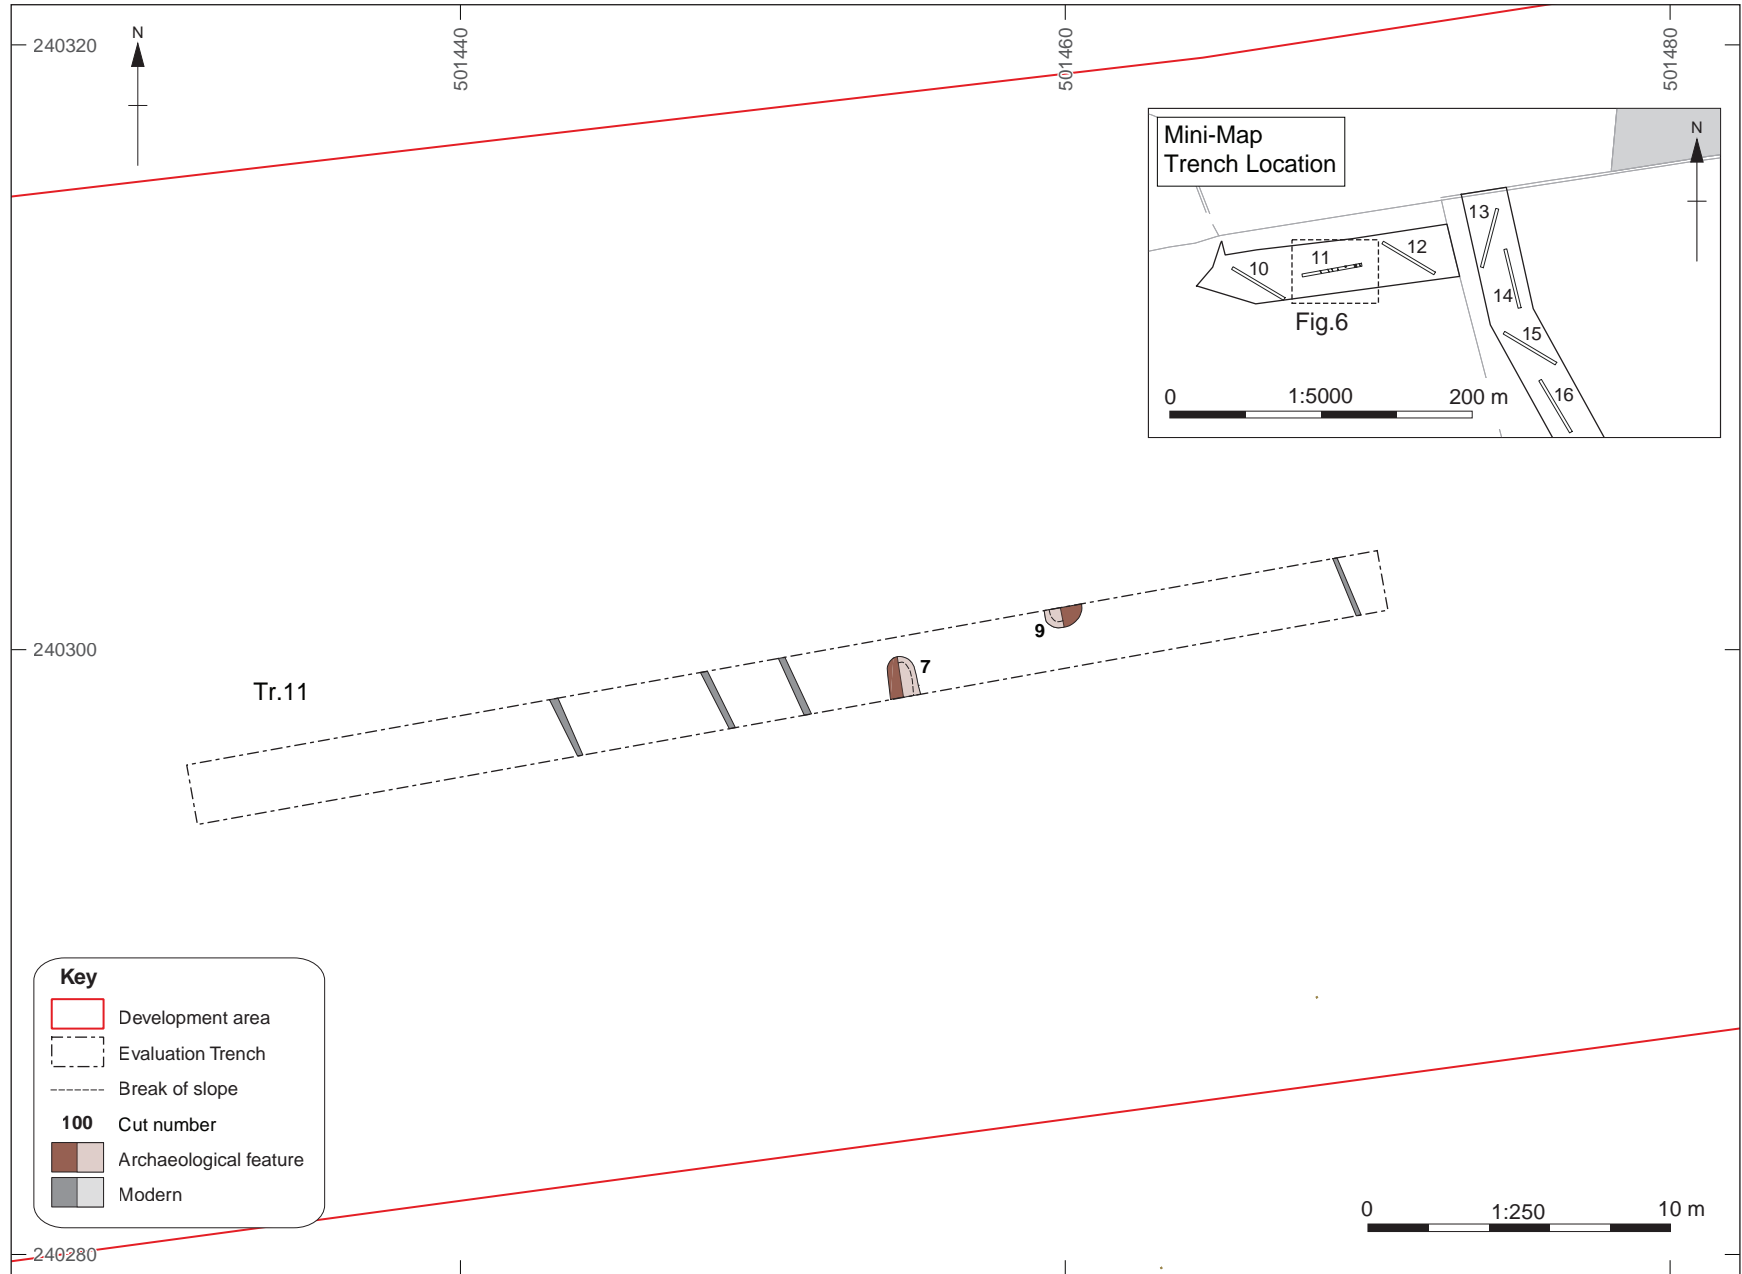 501440
501460
501480
240320
N
Mini-Map
Trench Location
N
13
12
11
10
14
Fig.6
15
16
0 1:5000 200 m
9
240300
7
Tr.11
Key
Development area
Evaluation Trench
Break of slope
100 Cut number
Archaeological feature
Modern
0 1:250 10 m
240280